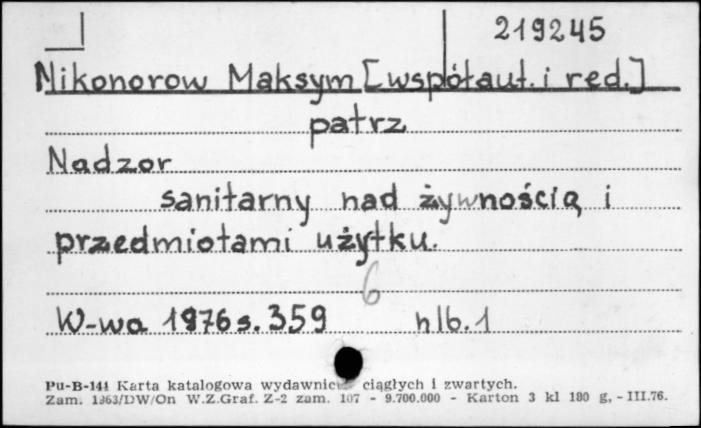 219245
Nikonorow Maksym [współaut. i red.]
patrz
Nadzor
sanitarny nad żywnością i
przedmiotami użytku.
6
W-wa 1976 s. 359 nlb. 1
Pu-B-144 Karta katalogowa wydawnictw ciągłych i zwartych.
Zam. 1363/DW/On W.Z.Graf. Z-2 zam. 107 - 9.700.000 - Karton 3 kl 180 g, - III.76.